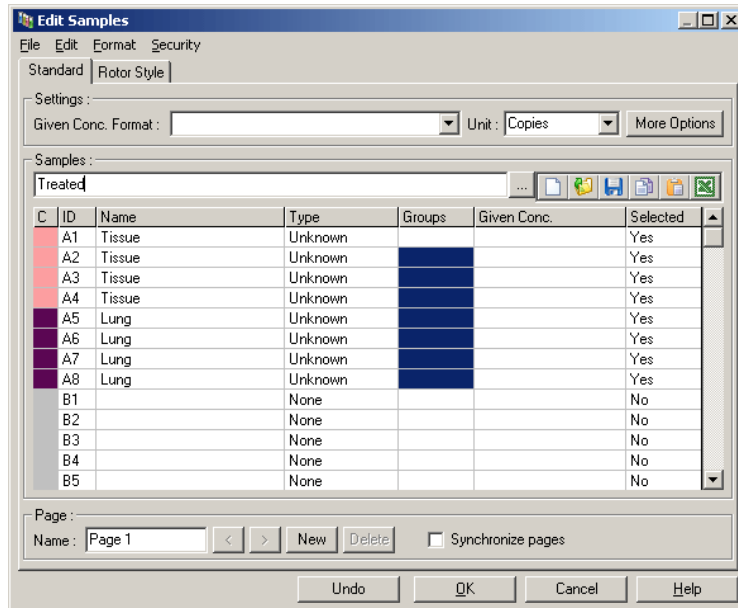 Edit Samples
File Edit Format Security
Standard Rotor Style
Settings :
Given Conc. Format : Unit : Copies More Options
Samples :
Treated ...
C ID Name Type Groups Given Conc. Selected
A1 Tissue Unknown Yes
A2 Tissue Unknown Yes
A3 Tissue Unknown Yes
A4 Tissue Unknown Yes
A5 Lung Unknown Yes
A6 Lung Unknown Yes
A7 Lung Unknown Yes
A8 Lung Unknown Yes
B1 None No
B2 None No
B3 None No
B4 None No
B5 None No
Page :
Name : Page 1 < > New Delete Synchronize pages
Undo OK Cancel Help